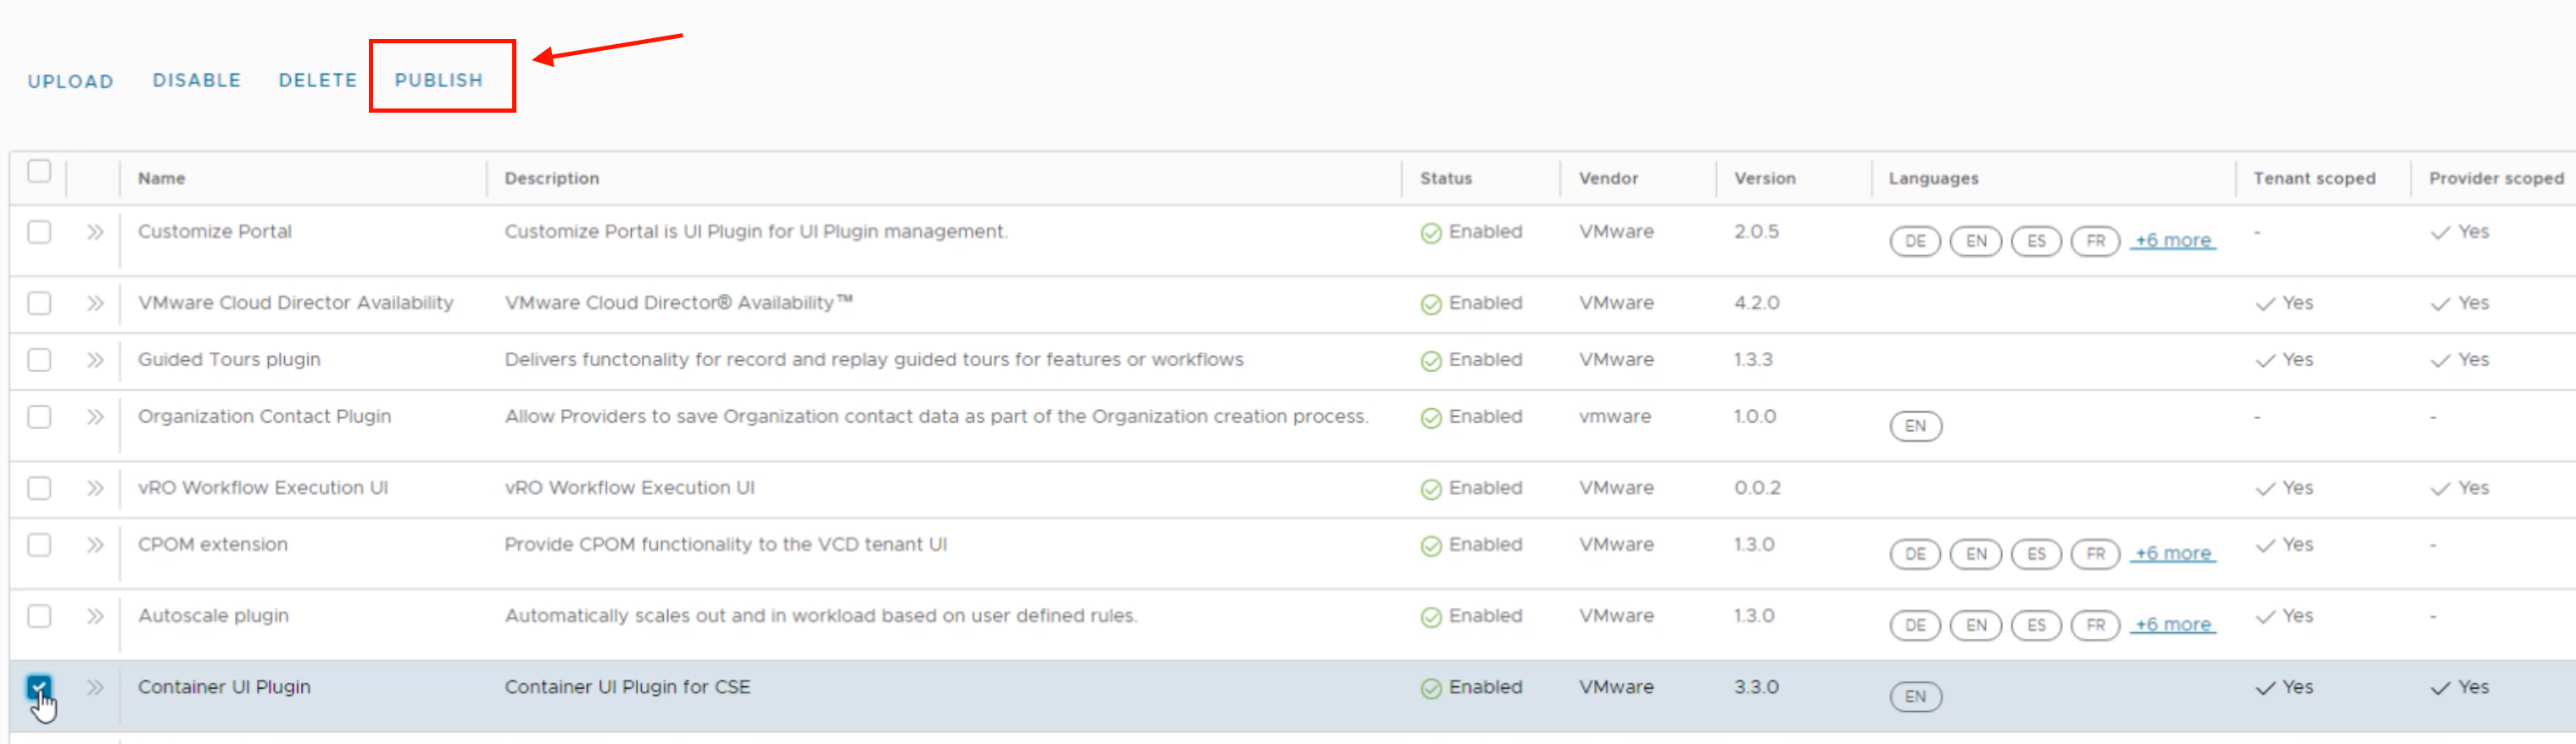 UPLOAD DISABLE DELETE PUBLISH
Name Description Status Vendor Version Languages Tenant scoped Provider scoped
Customize Portal Customize Portal is UI Plugin for UI Plugin management. Enabled VMware 2.0.5 DE EN ES FR +6 more - Yes
VMware Cloud Director Availability VMware Cloud Director® Availability™ Enabled VMware 4.2.0 Yes Yes
Guided Tours plugin Delivers functonality for record and replay guided tours for features or workflows Enabled VMware 1.3.3 Yes Yes
Organization Contact Plugin Allow Providers to save Organization contact data as part of the Organization creation process. Enabled vmware 1.0.0 EN - -
vRO Workflow Execution UI vRO Workflow Execution UI Enabled VMware 0.0.2 Yes Yes
CPOM extension Provide CPOM functionality to the VCD tenant UI Enabled VMware 1.3.0 DE EN ES FR +6 more Yes -
Autoscale plugin Automatically scales out and in workload based on user defined rules. Enabled VMware 1.3.0 DE EN ES FR +6 more Yes -
Container UI Plugin Container UI Plugin for CSE Enabled VMware 3.3.0 EN Yes Yes